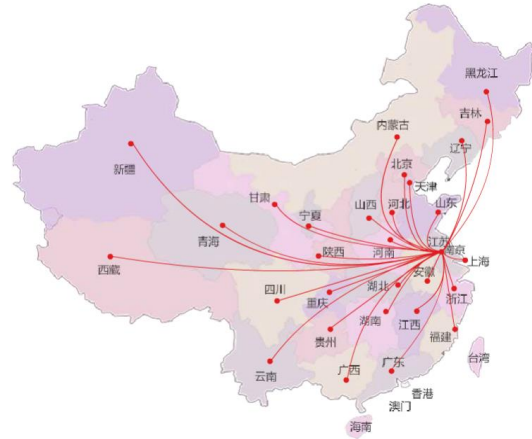 黑龙江
吉林
辽宁
内蒙古
北京
天津
新疆
甘肃
宁夏
山西
河北
山东
青海
陕西
河南
江苏
南京
西藏
上海
四川
重庆
湖北
安徽
浙江
湖南
江西
贵州
福建
云南
广西
广东
台湾
香港
澳门
海南